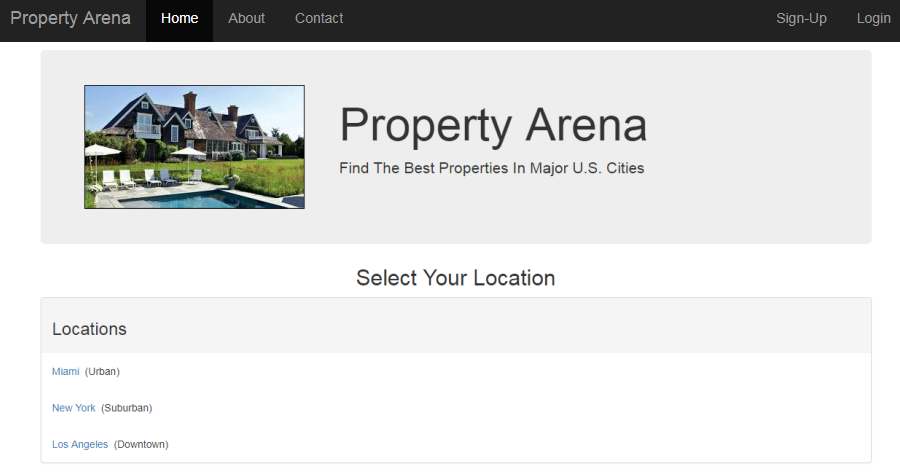 Property Arena Home About Contact Sign-Up Login
Property Arena
Find The Best Properties In Major U.S. Cities
Select Your Location
Locations
Miami (Urban)
New York (Suburban)
Los Angeles (Downtown)